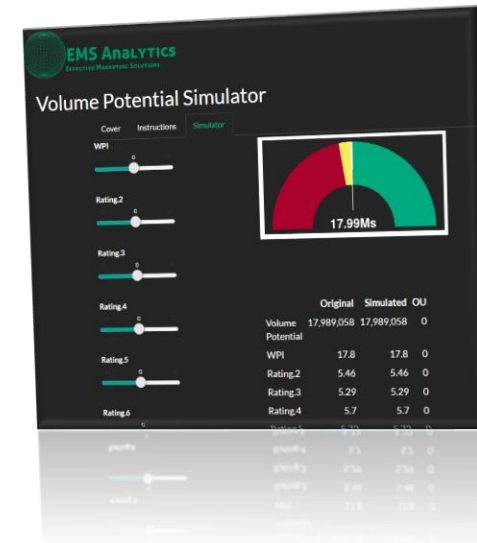 EMS ANALYTICS
EFFECTIVE MARKETING SOLUTIONS
Volume Potential Simulator
Cover Instructions Simulator
WPI
0
Rating.2
0
Rating.3
0
Rating.4
0
Rating.5
0
Rating.6
0
17.99Ms
Original Simulated OU
Volume Potential 17,989,058 17,989,058 0
WPI 17.8 17.8 0
Rating.2 5.46 5.46 0
Rating.3 5.29 5.29 0
Rating.4 5.7 5.7 0